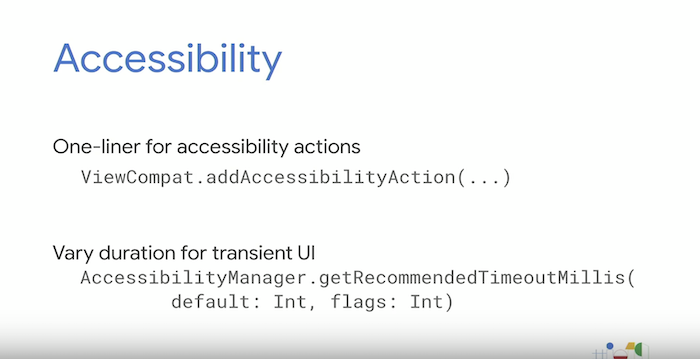 Accessibility
One-liner for accessibility actions
ViewCompat.addAccessibilityAction(...)
Vary duration for transient UI
AccessibilityManager.getRecommendedTimeoutMillis(
default: Int, flags: Int)